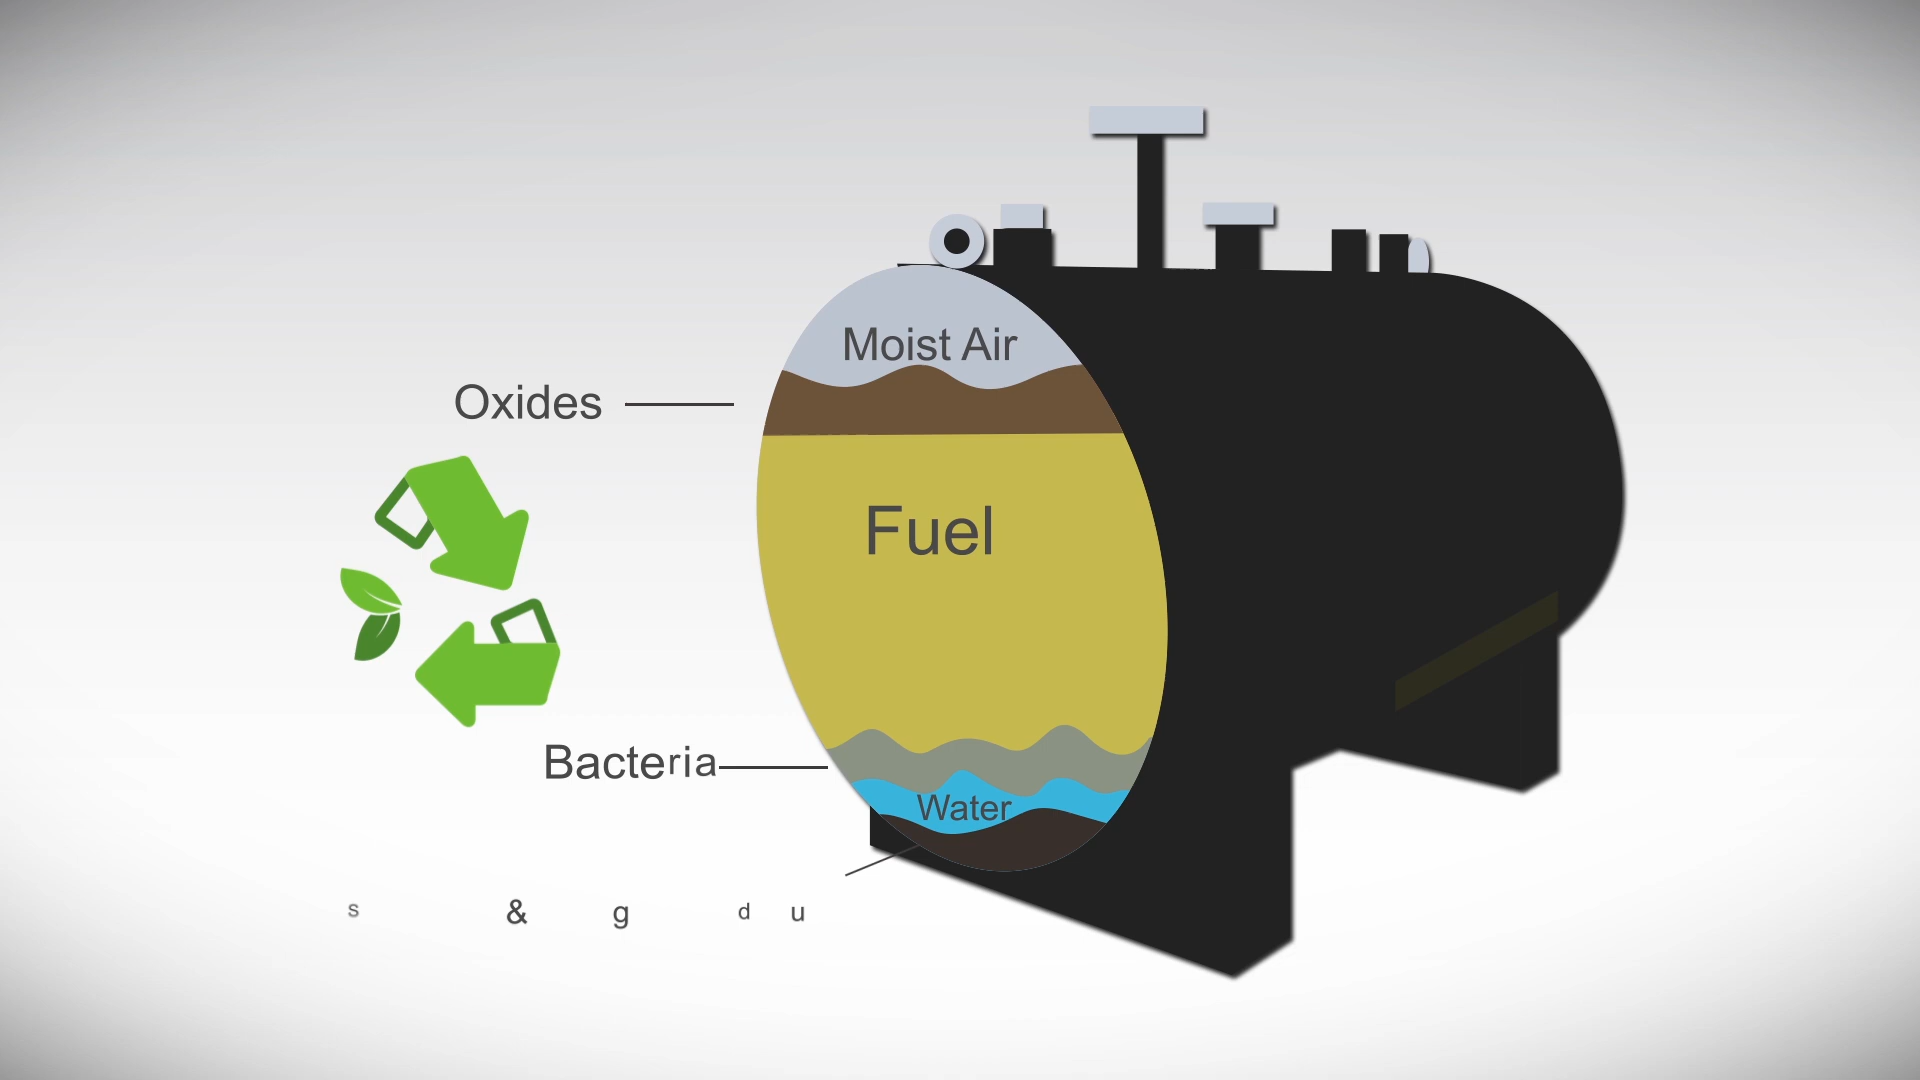 Moist Air
Oxides
Fuel
Bacteria
Water
s & g d u